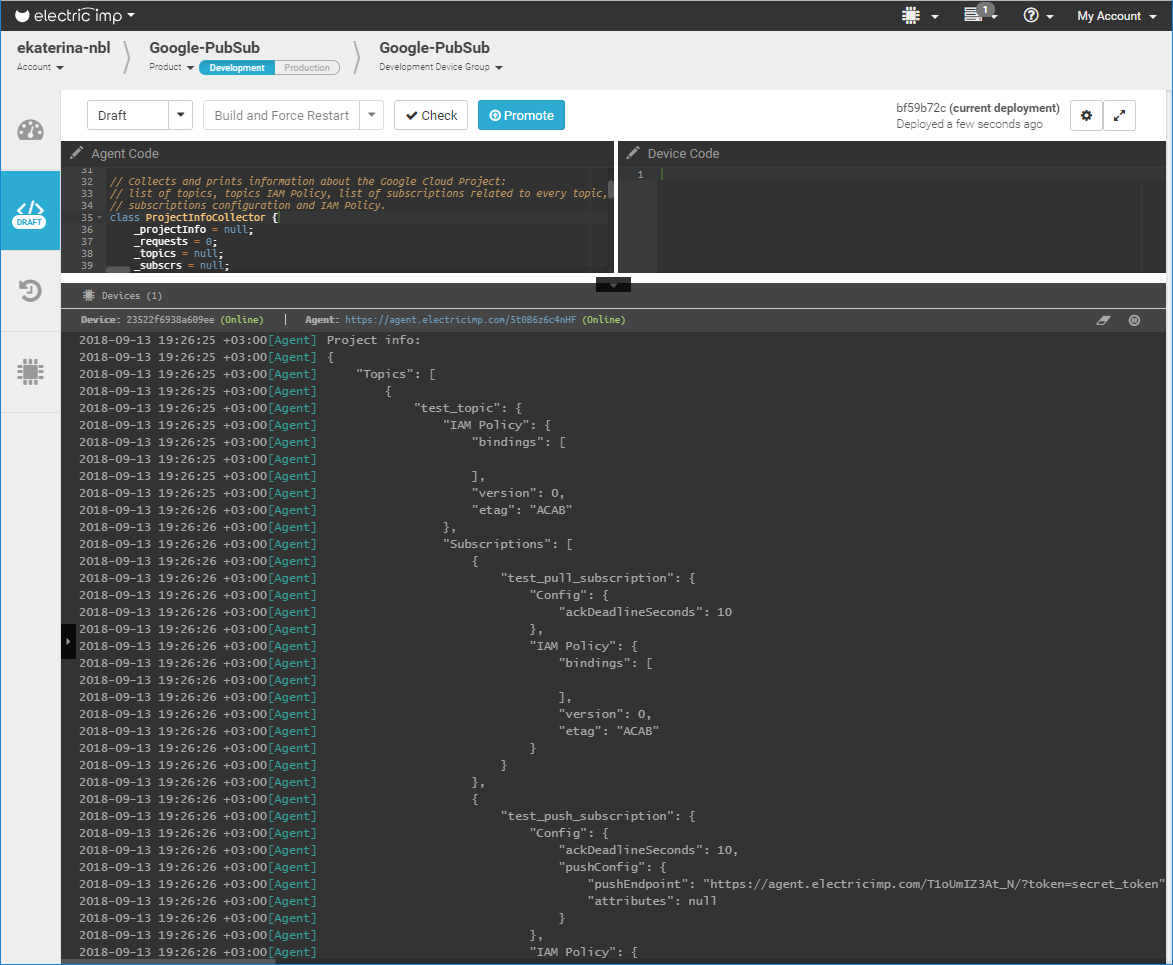 electric imp
1
My Account
ekaterina-nbl
Google-PubSub
Google-PubSub
Account
Product
Development
Production
Development Device Group
Draft
Build and Force Restart
Check
Promote
bf59b72c (current deployment)
Deployed a few seconds ago
Agent Code
Device Code
DRAFT
31
32 // Collects and prints information about the Google Cloud Project:
33 // list of topics, topics IAM Policy, list of subscriptions related to every topic,
34 // subscriptions configuration and IAM Policy.
35 class ProjectInfoCollector {
36 _projectInfo = null;
37 _requests = 0;
38 _topics = null;
39 _subscrs = null;
1
Devices (1)
Device: 23522f6938a609ee (Online) | Agent: https://agent.electricimp.com/5t0B6z6c4nHF (Online)
2018-09-13 19:26:25 +03:00[Agent] Project info:
2018-09-13 19:26:25 +03:00[Agent] {
2018-09-13 19:26:25 +03:00[Agent] "Topics": [
2018-09-13 19:26:25 +03:00[Agent] {
2018-09-13 19:26:25 +03:00[Agent] "test_topic": {
2018-09-13 19:26:25 +03:00[Agent] "IAM Policy": {
2018-09-13 19:26:25 +03:00[Agent] "bindings": [
2018-09-13 19:26:25 +03:00[Agent]
2018-09-13 19:26:25 +03:00[Agent] ],
2018-09-13 19:26:25 +03:00[Agent] "version": 0,
2018-09-13 19:26:25 +03:00[Agent] "etag": "ACAB"
2018-09-13 19:26:26 +03:00[Agent] },
2018-09-13 19:26:26 +03:00[Agent] "Subscriptions": [
2018-09-13 19:26:26 +03:00[Agent] {
2018-09-13 19:26:26 +03:00[Agent] "test_pull_subscription": {
2018-09-13 19:26:26 +03:00[Agent] "Config": {
2018-09-13 19:26:26 +03:00[Agent] "ackDeadlineSeconds": 10
2018-09-13 19:26:26 +03:00[Agent] },
2018-09-13 19:26:26 +03:00[Agent] "IAM Policy": {
2018-09-13 19:26:26 +03:00[Agent] "bindings": [
2018-09-13 19:26:26 +03:00[Agent]
2018-09-13 19:26:26 +03:00[Agent] ],
2018-09-13 19:26:26 +03:00[Agent] "version": 0,
2018-09-13 19:26:26 +03:00[Agent] "etag": "ACAB"
2018-09-13 19:26:26 +03:00[Agent] }
2018-09-13 19:26:26 +03:00[Agent] }
2018-09-13 19:26:26 +03:00[Agent] },
2018-09-13 19:26:26 +03:00[Agent] {
2018-09-13 19:26:26 +03:00[Agent] "test_push_subscription": {
2018-09-13 19:26:26 +03:00[Agent] "Config": {
2018-09-13 19:26:26 +03:00[Agent] "ackDeadlineSeconds": 10,
2018-09-13 19:26:26 +03:00[Agent] "pushConfig": {
2018-09-13 19:26:26 +03:00[Agent] "pushEndpoint": "https://agent.electricimp.com/T1oUmIZ3At_N/?token=secret_token"
2018-09-13 19:26:26 +03:00[Agent] "attributes": null
2018-09-13 19:26:26 +03:00[Agent] }
2018-09-13 19:26:26 +03:00[Agent] },
2018-09-13 19:26:26 +03:00[Agent] "IAM Policy": {